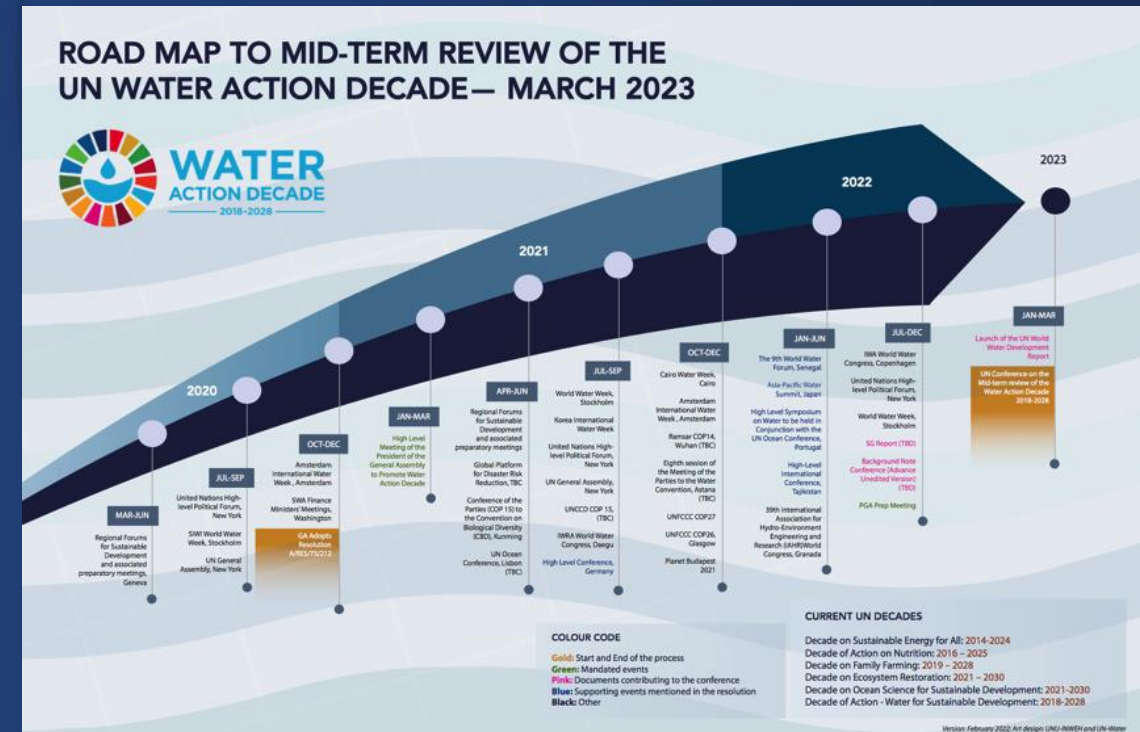 ROAD MAP TO MID-TERM REVIEW OF THE
UN WATER ACTION DECADE— MARCH 2023
WATER
ACTION DECADE
2018-2028
2020
2021
2022
2023
MAR-JUN
Regional Forums
for Sustainable
Development
and associated
preparatory meetings,
Geneva
JUL-SEP
United Nations High-
level Political Forum,
New York
SIWI World Water
Week, Stockholm
UN General
Assembly, New York
OCT-DEC
Amsterdam
International Water
Week , Amsterdam
SWA Finance
Ministers' Meetings,
Washington
GA Adopts
Resolution
A/RES/75/212
JAN-MAR
High Level
Meeting of the
President of the
General Assembly
to Promote Water
Action Decade
APR-JUN
Regional Forums
for Sustainable
Development
and associated
preparatory meetings
Global Platform
for Disaster Risk
Reduction, TBC
Conference of the
Parties (COP 15) to
the Convention on
Biological Diversity
(CBD), Kunming
UN Ocean
Conference, Lisbon
(TBC)
JUL-SEP
World Water Week,
Stockholm
Korea International
Water Week
United Nations High-
level Political Forum,
New York
UN General Assembly,
New York
UNCCD COP 15,
(TBC)
IWRA World Water
Congress, Daegu
High Level Conference,
Germany
OCT-DEC
Cairo Water Week,
Cairo
Amsterdam
International Water
Week , Amsterdam
Ramsar COP14,
Wuhan (TBC)
Eighth session of
the Meeting of the
Parties to the Water
Convention, Astana
(TBC)
UNFCCC COP27
UNFCCC COP26,
Glasgow
Planet Budapest
2021
JAN-JUN
The 9th World Water
Forum, Senegal
Asia-Pacific Water
Summit, Japan
High Level Symposium
on Water to be held in
Conjunction with the
UN Ocean Conference,
Portugal
High-Level
International
Conference,
Tajikistan
39th International
Association for
Hydro-Environment
Engineering and
Research (IAHR)World
Congress, Granada
JUL-DEC
IWA World Water
Congress, Copenhagen
United Nations High-
level Political Forum,
New York
World Water Week,
Stockholm
SG Report (TBD)
Background Note
Conference (Advance
Unedited Version)
(TBD)
PGA Prep Meeting
JAN-MAR
Launch of the UN World
Water Development
Report
UN Conference on the
Mid-term review of the
Water Action Decade
2018-2028
COLOUR CODE
Gold: Start and End of the process
Green: Mandated events
Pink: Documents contributing to the conference
Blue: Supporting events mentioned in the resolution
Black: Other
CURRENT UN DECADES
Decade on Sustainable Energy for All: 2014-2024
Decade of Action on Nutrition: 2016 – 2025
Decade on Family Farming: 2019 – 2028
Decade on Ecosystem Restoration: 2021 – 2030
Decade on Ocean Science for Sustainable Development: 2021-2030
Decade of Action - Water for Sustainable Development: 2018-2028
Version: February 2022; Art design: UNU-INWEH and UN-Water